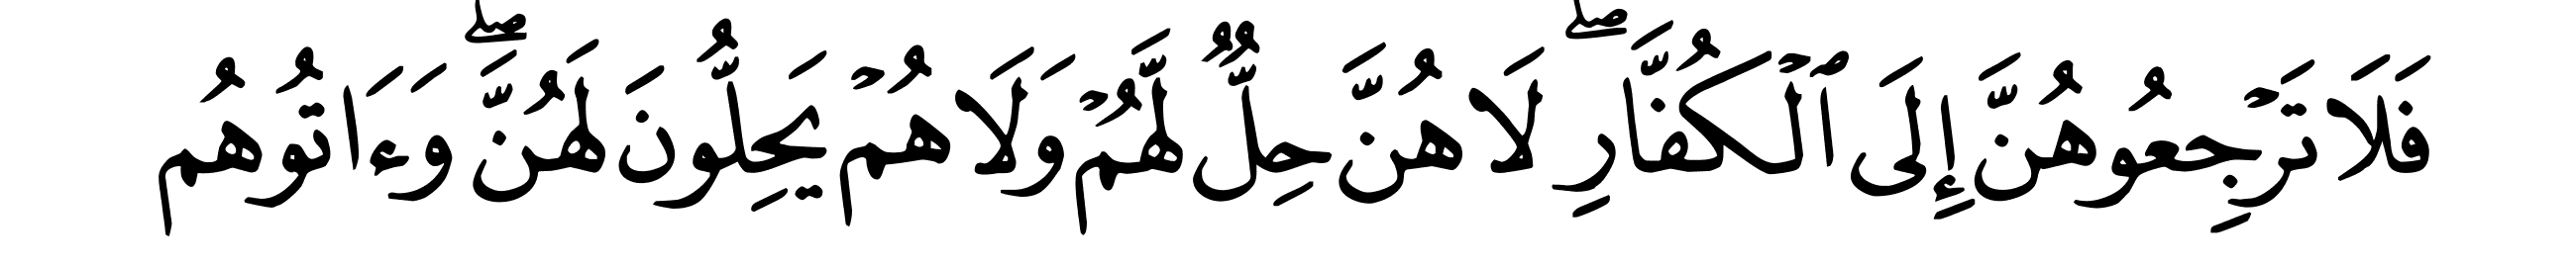 فَلَا تَرۡجِعُوهُنَّ إِلَى ٱلۡكُفَّارِۖ لَا هُنَّ حِلّٞ لَّهُمۡ وَلَا هُمۡ يَحِلُّونَ لَهُنَّۖ وَءَاتُوهُم